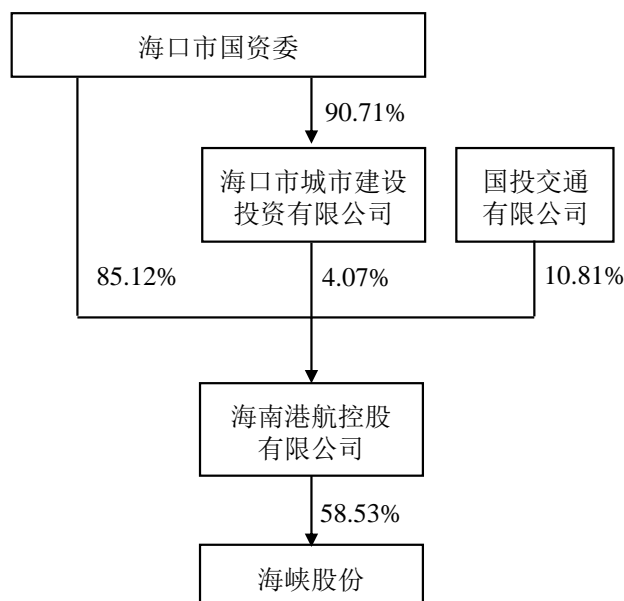 海口市国资委
90.71%
海口市城市建设
投资有限公司
国投交通
有限公司
85.12%
4.07%
10.81%
海南港航控股
有限公司
58.53%
海峡股份